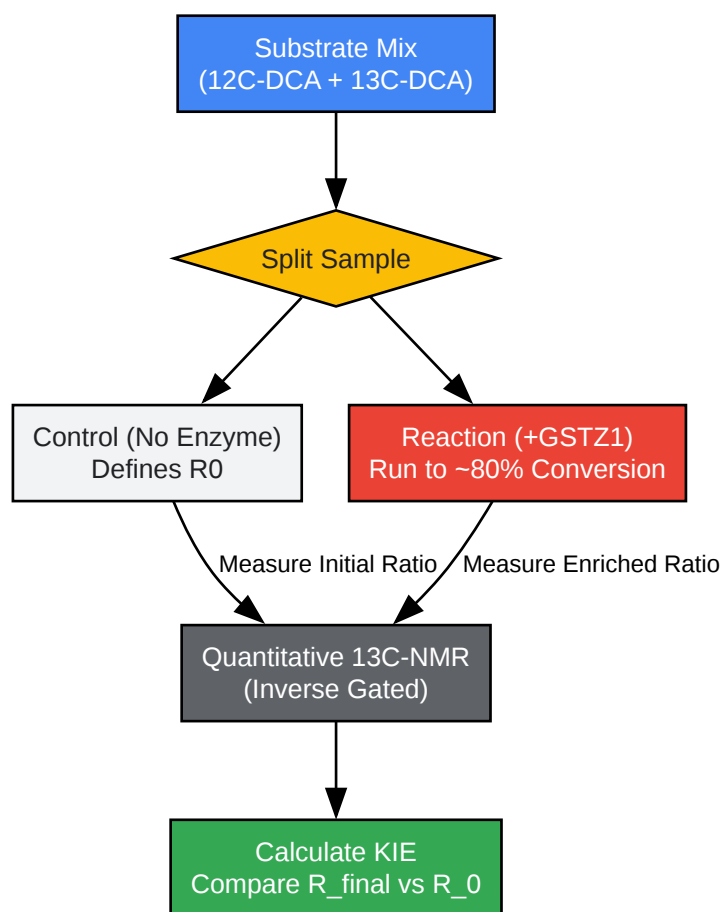 Substrate Mix
(12C-DCA + 13C-DCA)
Split Sample
Control (No Enzyme)
Defines R0
Reaction (+GSTZ1)
Run to ~80% Conversion
Measure Initial Ratio
Measure Enriched Ratio
Quantitative 13C-NMR
(Inverse Gated)
Calculate KIE
Compare R_final vs R_0